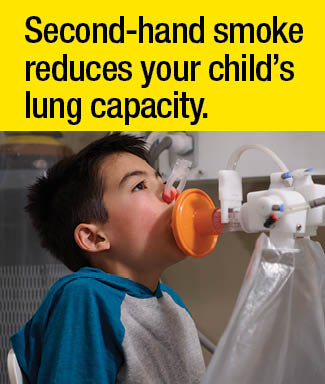 Second-hand smoke
reduces your child's
lung capacity.